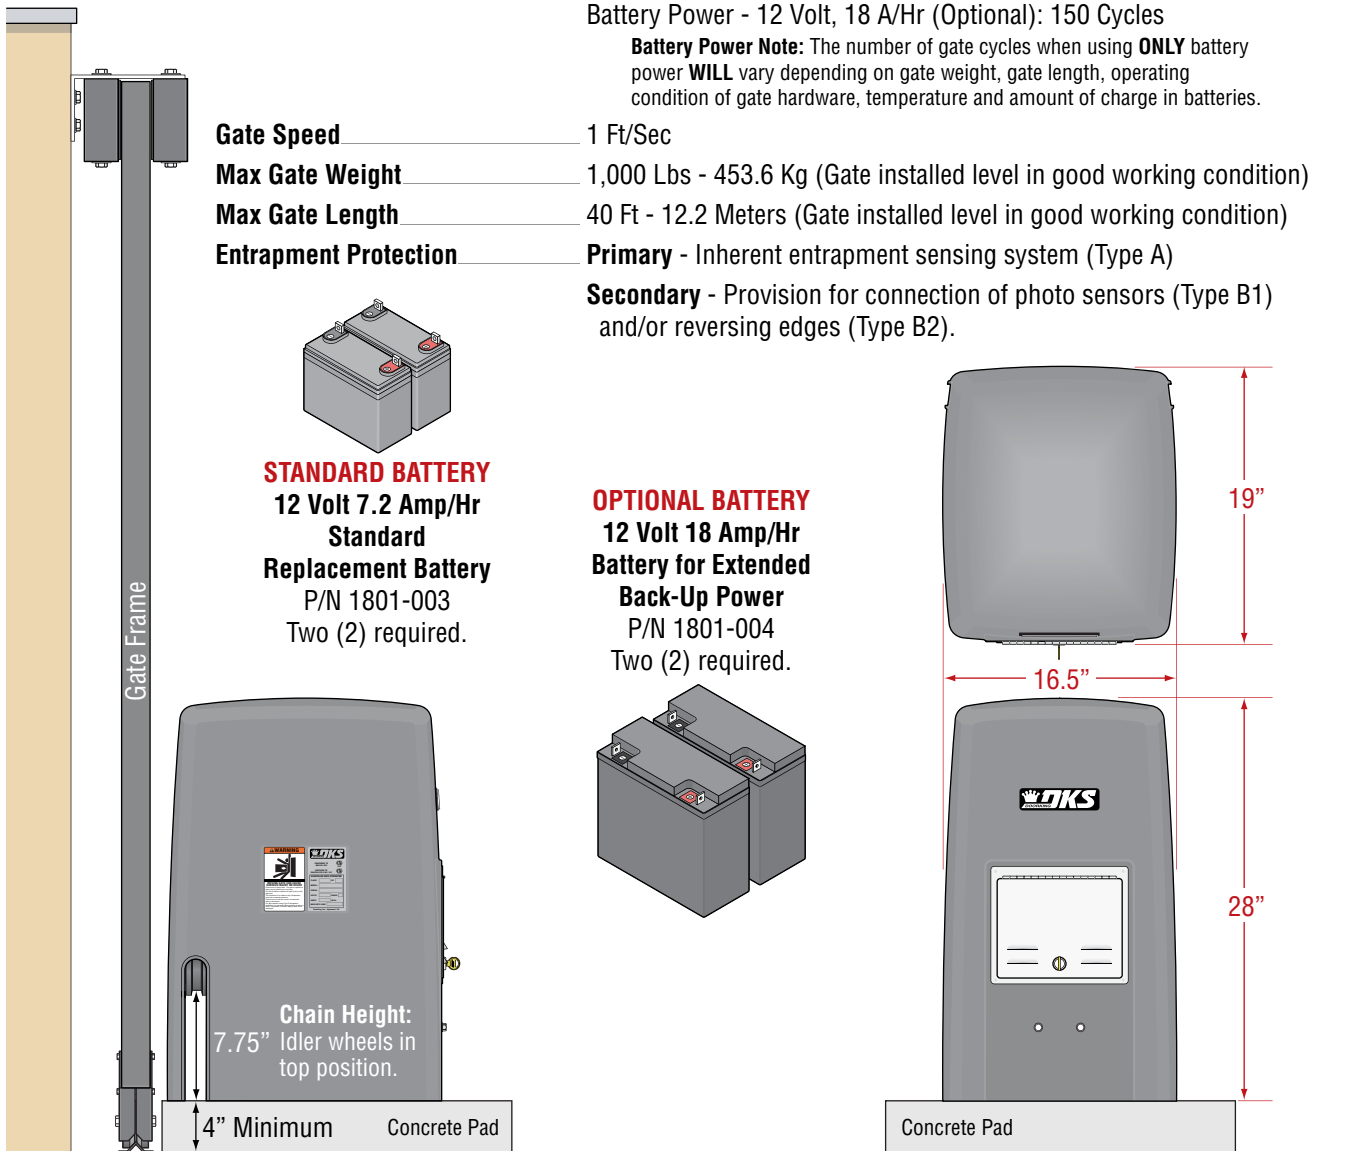 Battery Power - 12 Volt, 18 A/Hr (Optional): 150 Cycles
Battery Power Note: The number of gate cycles when using ONLY battery
power WILL vary depending on gate weight, gate length, operating
condition of gate hardware, temperature and amount of charge in batteries.
Gate Speed 1 Ft/Sec
Max Gate Weight 1,000 Lbs - 453.6 Kg (Gate installed level in good working condition)
Max Gate Length 40 Ft - 12.2 Meters (Gate installed level in good working condition)
Entrapment Protection Primary - Inherent entrapment sensing system (Type A)
Secondary - Provision for connection of photo sensors (Type B1)
and/or reversing edges (Type B2).
STANDARD BATTERY
12 Volt 7.2 Amp/Hr
Standard
Replacement Battery
P/N 1801-003
Two (2) required.
OPTIONAL BATTERY
12 Volt 18 Amp/Hr
Battery for Extended
Back-Up Power
P/N 1801-004
Two (2) required.
19”
16.5”
28”
Gate Frame
WARNING
DKS
DKS
DOORKING
Chain Height:
7.75” Idler wheels in
top position.
4” Minimum
Concrete Pad
Concrete Pad